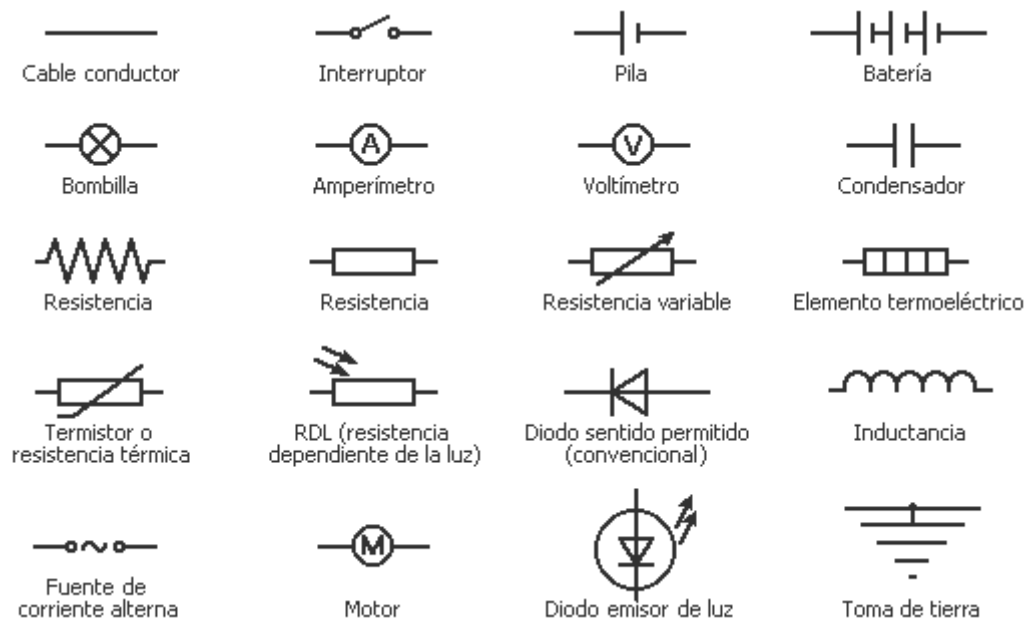 Cable conductor
Interruptor
Pila
Batería
Bombilla
A
Amperímetro
V
Voltímetro
Condensador
Resistencia
Resistencia
Resistencia variable
Elemento termoeléctrico
Termistor o
resistencia térmica
RDL (resistencia
dependiente de la luz)
Diodo sentido permitido
(convencional)
Inductancia
Fuente de
corriente alterna
M
Motor
Diodo emisor de luz
Toma de tierra